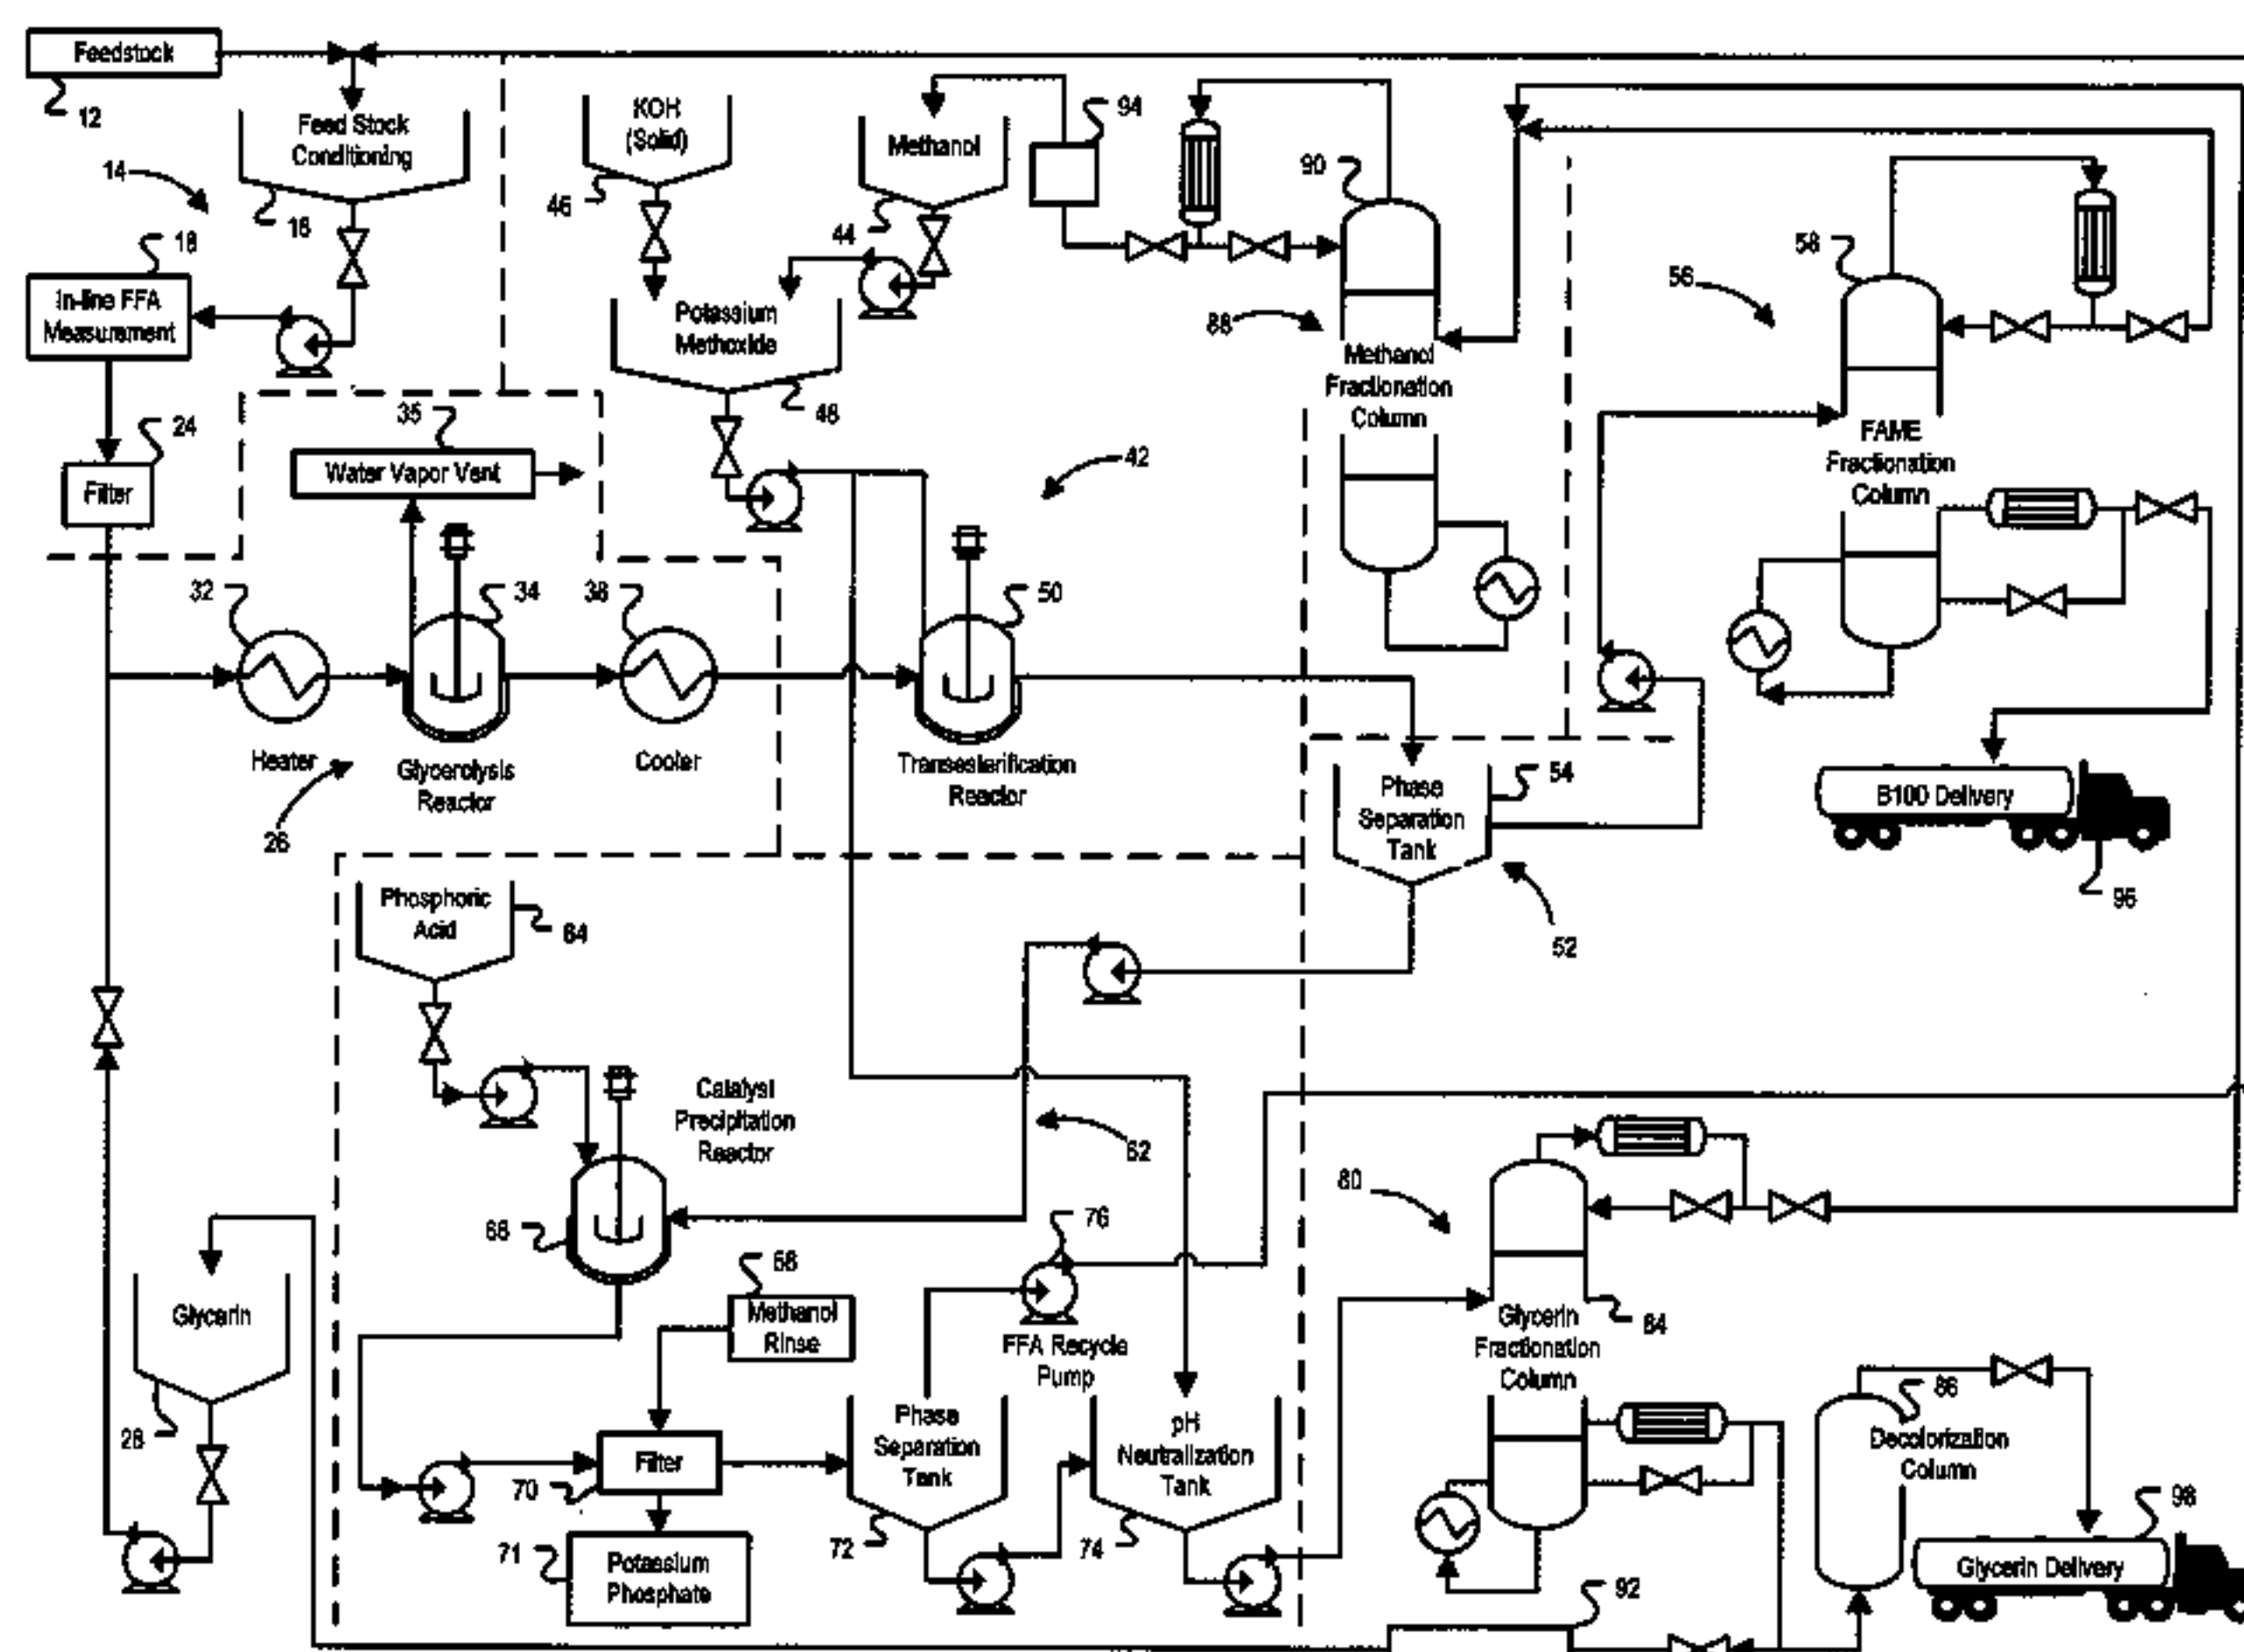 Feedstock
12
Feed Stock
Conditioning
16
14
18
In-line FFA
Measurement
24
Filter
KOH
(Solid)
46
Methanol
44
94
Potassium
Methoxide
48
90
88
Methanol
Fractionation
Column
58
56
FAME
Fractionation
Column
35
Water Vapor Vent
42
32
34
38
50
Heater
Glycerolysis
Reactor
Cooler
Transesterification
Reactor
26
Phase
Separation
Tank
54
52
B100 Delivery
96
Phosphoric
Acid
64
Catalyst
Precipitation
Reactor
62
68
80
76
Methanol
Rinse
FFA Recycle
Pump
Glycerin
28
Glycerin
Fractionation
Column
84
Filter
70
Phase
Separation
Tank
72
pH
Neutralization
Tank
74
86
Decolorization
Column
71
Potassium
Phosphate
92
98
Glycerin Delivery